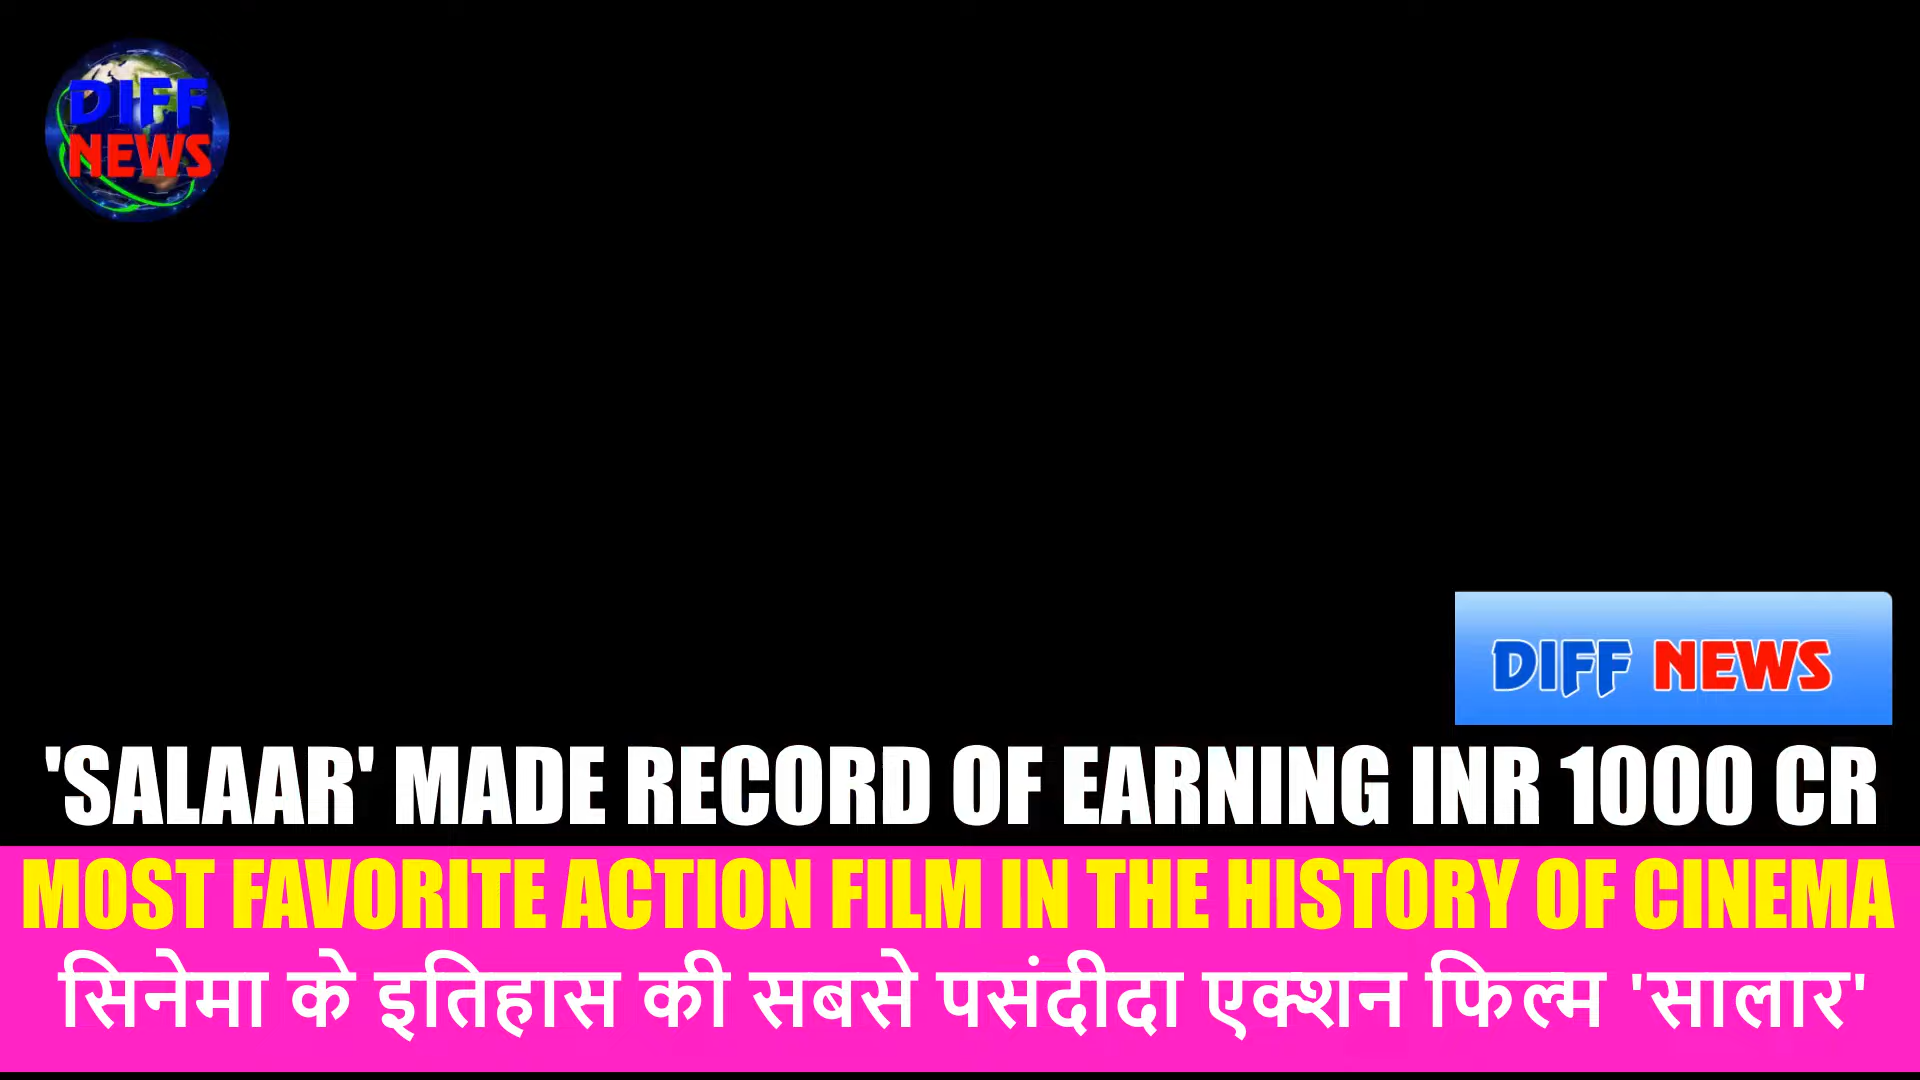 DIFF
NEWS
DIFF NEWS
'SALAAR' MADE RECORD OF EARNING INR 1000 CR
MOST FAVORITE ACTION FILM IN THE HISTORY OF CINEMA
सिनेमा के इतिहास की सबसे पसंदीदा एक्शन फिल्म 'सालार'